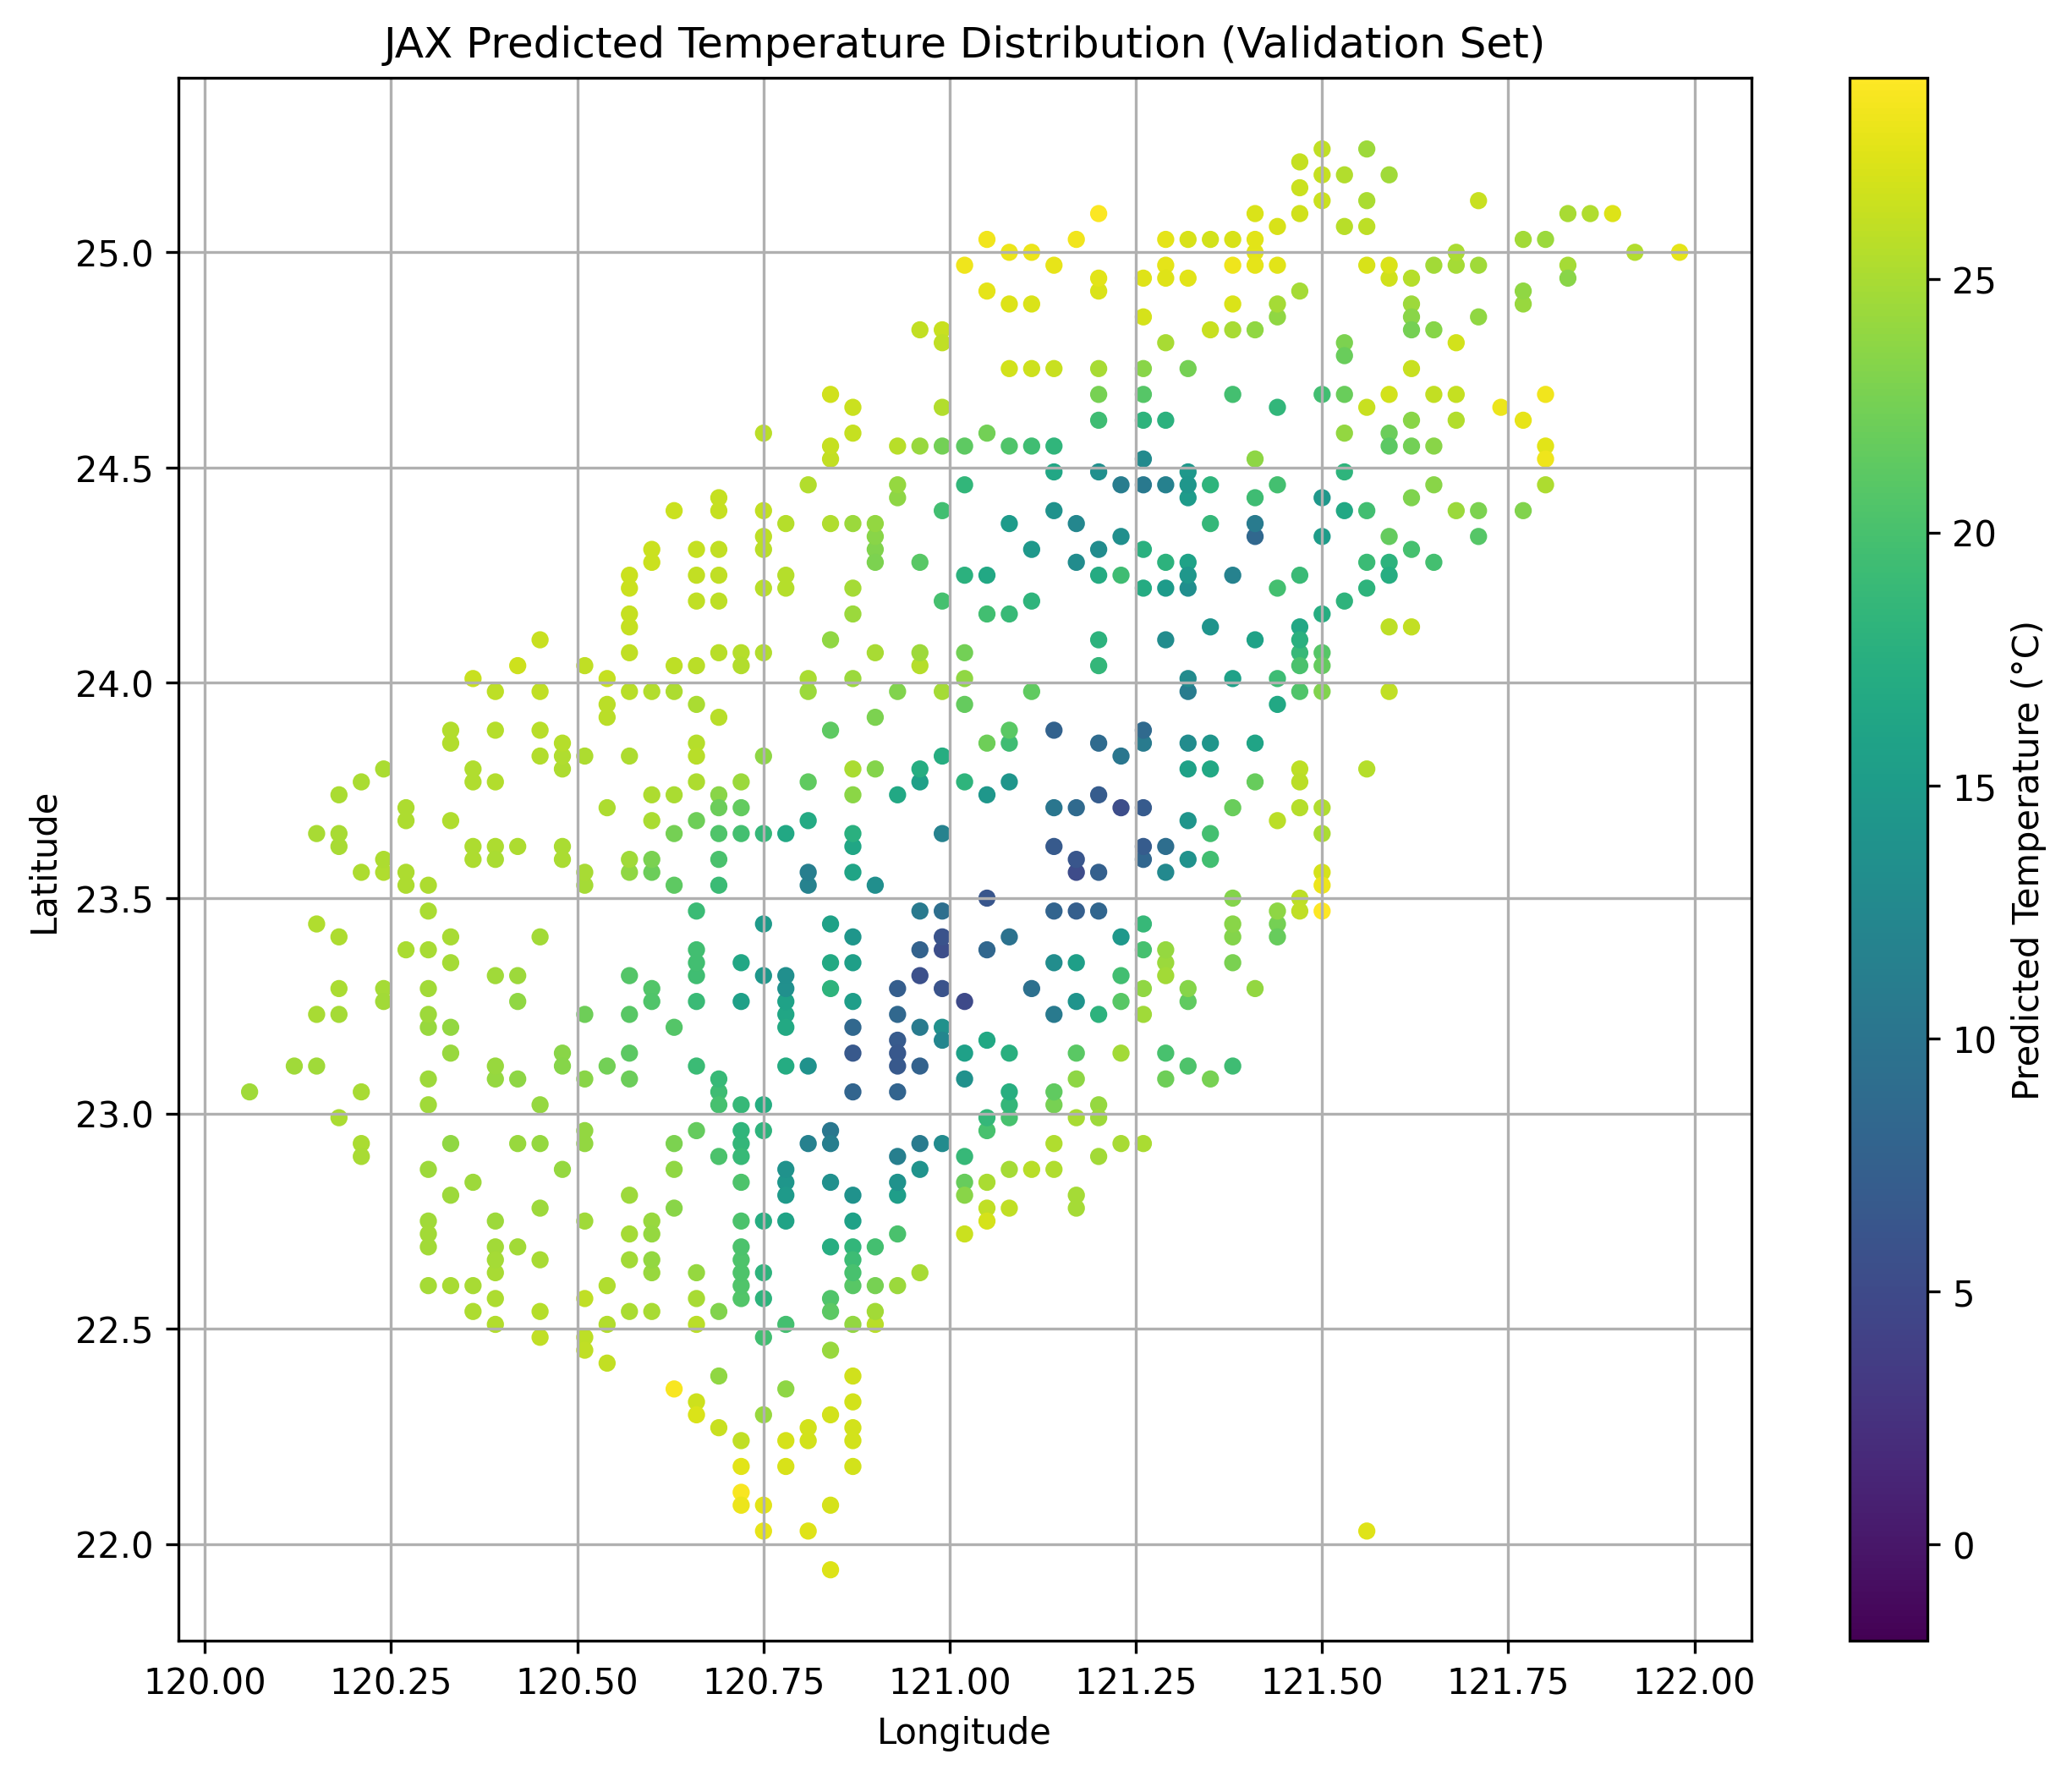 JAX Predicted Temperature Distribution (Validation Set)
25.0
24.5
24.0
23.5
23.0
22.5
22.0
Latitude
120.00 120.25 120.50 120.75 121.00 121.25 121.50 121.75 122.00
Longitude
25
20
15
10
5
0
Predicted Temperature (°C)